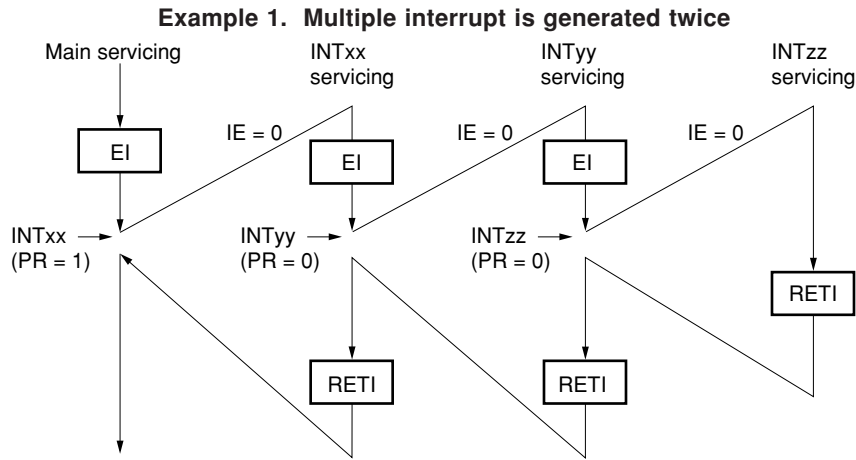 Example 1. Multiple interrupt is generated twice
Main servicing
INTxx
servicing
INTyy
servicing
INTzz
servicing
IE = 0
IE = 0
IE = 0
EI
EI
EI
INTxx
(PR = 1)
INTyy
(PR = 0)
INTzz
(PR = 0)
RETI
RETI
RETI